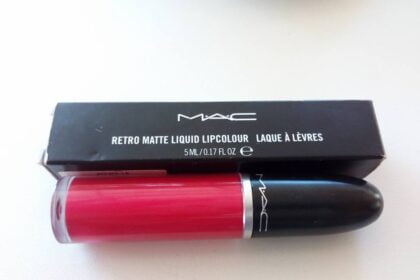 MAC
RETRO MATTE LIQUID LIPCOLOUR LAQUE À LÈVRES
5 ML/0.17 FL OZ ℮
MAC